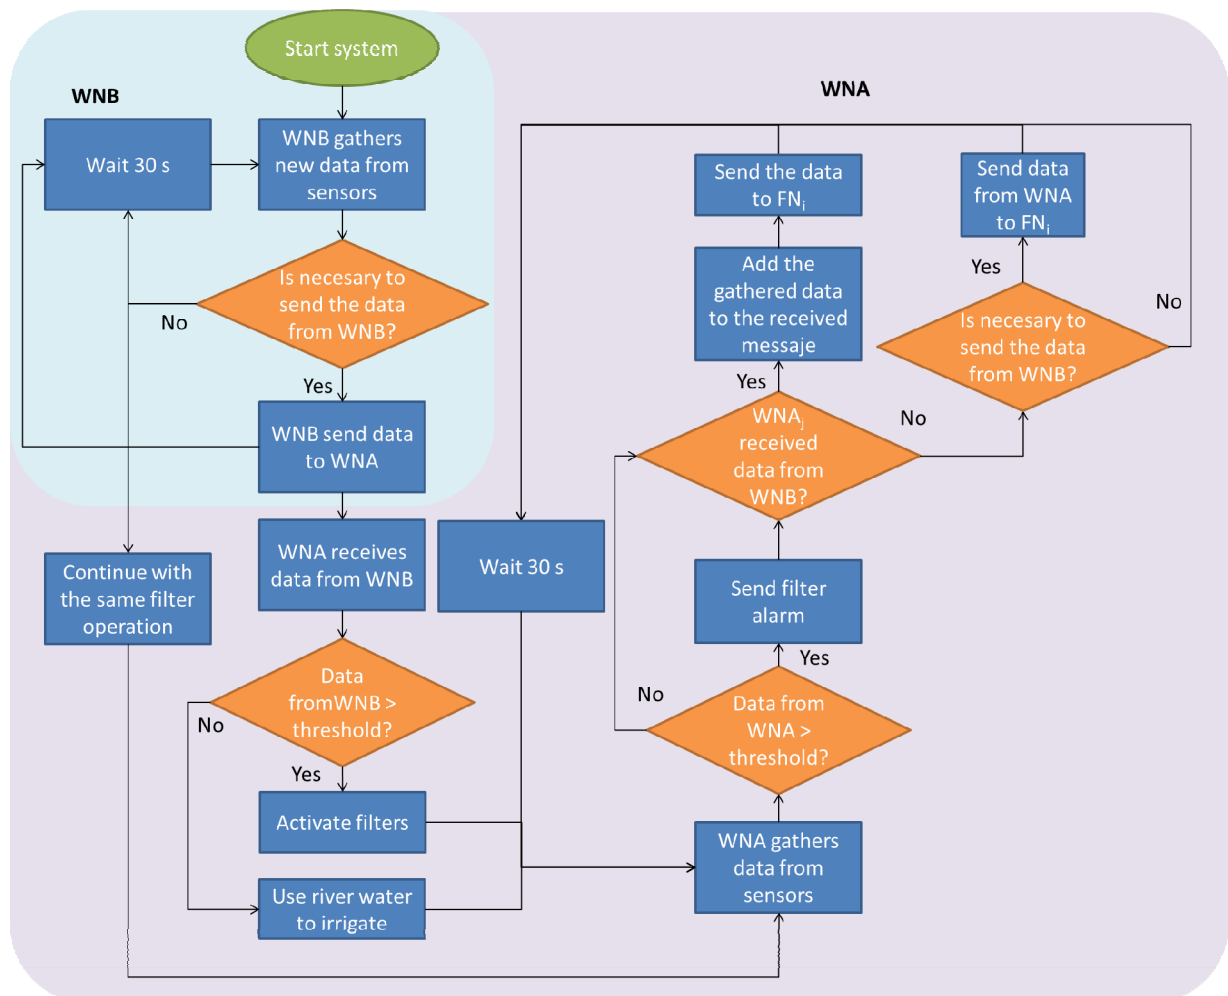 Start system
WNB
WNA
Wait 30 s
WNB gathers
new data from
sensors
Is necesary to
send the data
from WNB?
No
Yes
WNB send data
to WNA
WNA receives
data from WNB
Continue with
the same filter
operation
Data
fromWNB >
threshold?
No
Yes
Activate filters
Use river water
to irrigate
Wait 30 s
Send the data
to FNi
Add the
gathered data
to the received
messaje
Yes
WNAj
received
data from
WNB?
No
Send filter
alarm
Yes
No
Data from
WNA >
threshold?
WNA gathers
data from
sensors
Send data
from WNA
to FNi
Yes
No
Is necesary to
send the data
from WNB?